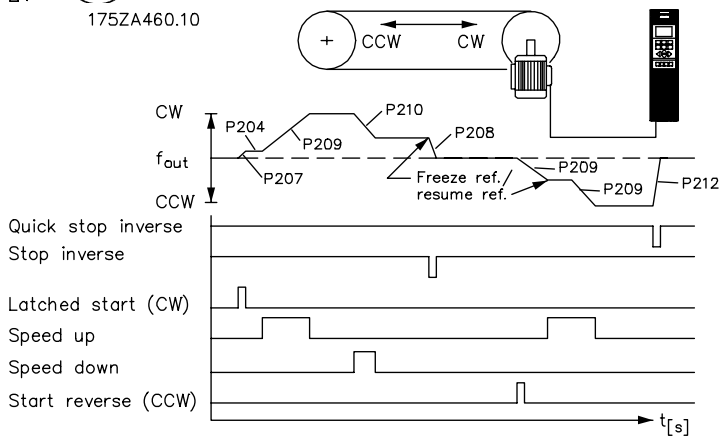 175ZA460.10
CCW CW
CW
P204
P209
P210
P208
fout
P207
Freeze ref./
resume ref.
P209
P209
P212
CCW
Quick stop inverse
Stop inverse
Latched start (CW)
Speed up
Speed down
Start reverse (CCW)
t[s]